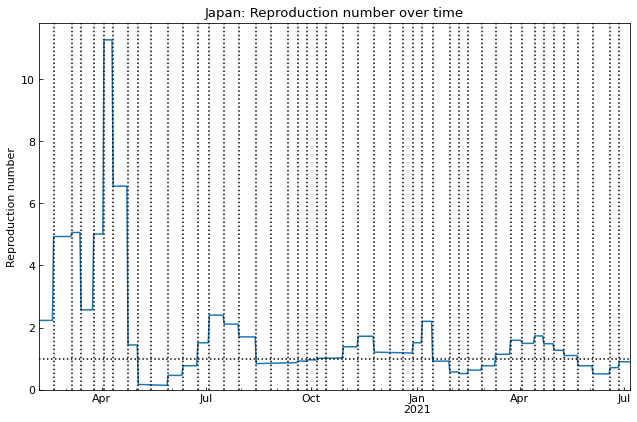 Japan: Reproduction number over time
Reproduction number
10
8
6
4
2
0
Apr
Jul
Oct
Jan
2021
Apr
Jul